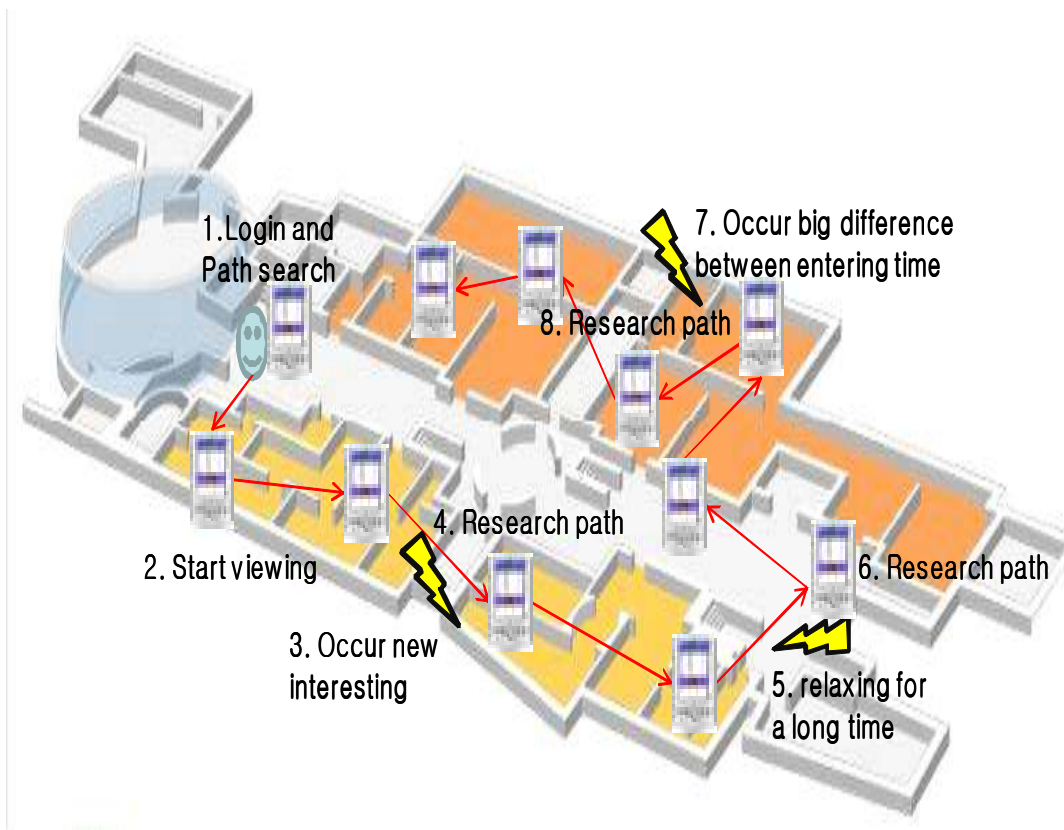 1.Login and
Path search
2. Start viewing
3. Occur new
interesting
4. Research path
5. relaxing for
a long time
6. Research path
7. Occur big difference
between entering time
8. Research path